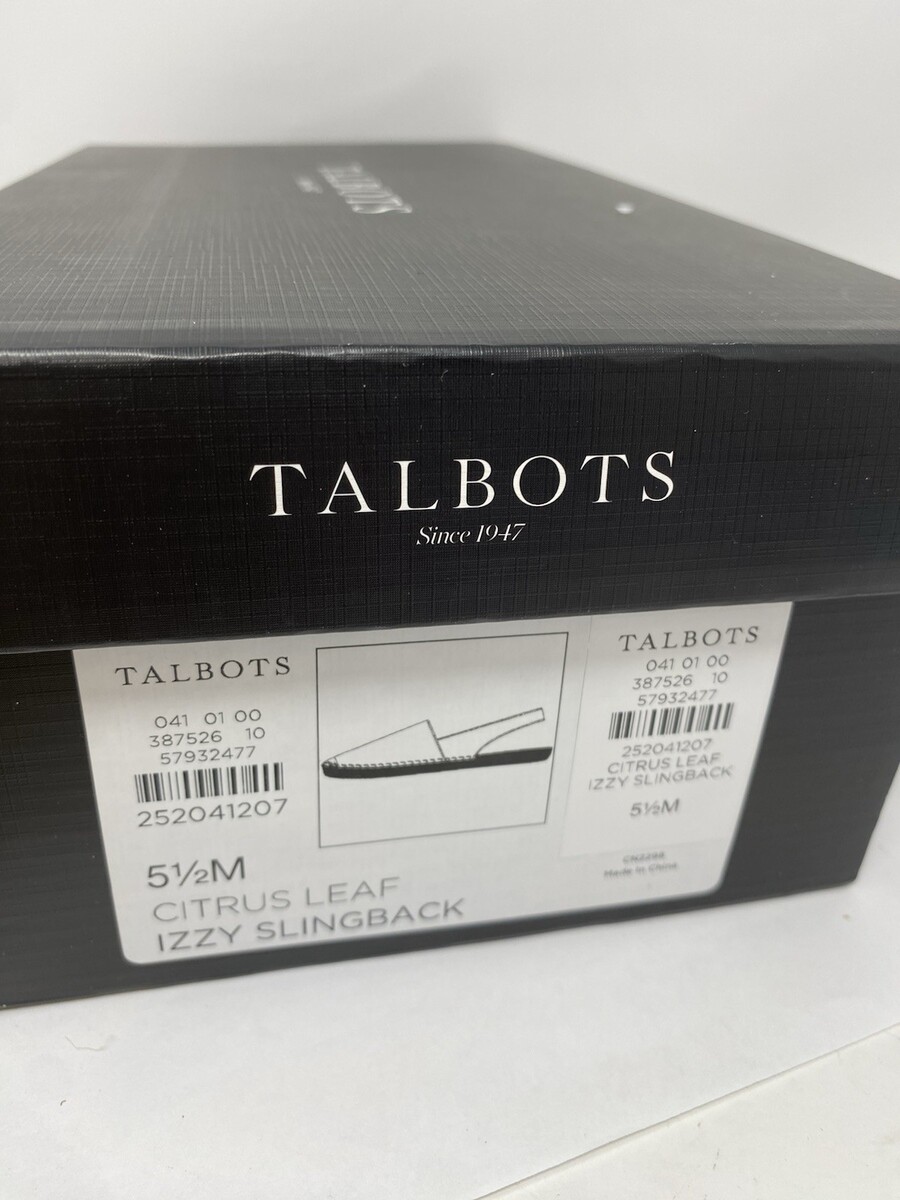 TALBOTS
TALBOTS
Since 1947
TALBOTS
041 01 00
387526 10
57932477
252041207
5½M
CITRUS LEAF
IZZY SLINGBACK
TALBOTS
041 01 00
387526 10
57932477
252041207
CITRUS LEAF
IZZY SLINGBACK
5½M
Made in China